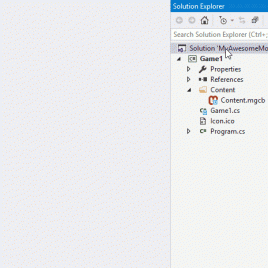 Solution Explorer
Search Solution Explorer (Ctrl+;
Solution 'MyAwesomeMo
Game1
Properties
References
Content
Content.mgcb
Game1.cs
Icon.ico
Program.cs